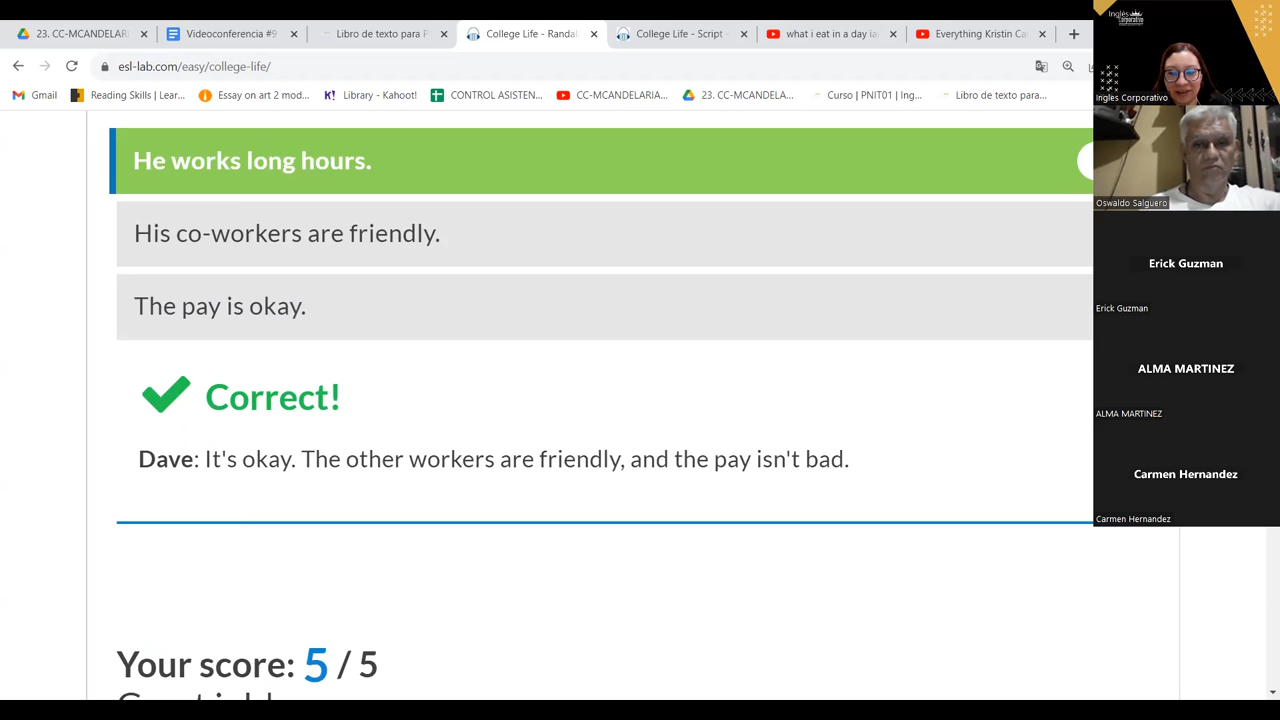 23. CC-MCANDELARI
Videoconferencia #9
Libro de texto para
College Life - Randal
College Life - Script -
what i eat in a day
Everything Kristin Ca
esl-lab.com/easy/college-life/
Gmail
Reading Skills | Lear...
Essay on art 2 mod...
Library - Kahoot!
CONTROL ASISTEN...
CC-MCANDELARIA...
23. CC-MCANDELA...
Curso | PNIT01 | Ing...
Libro de texto para...
He works long hours.
His co-workers are friendly.
The pay is okay.
Correct!
Dave: It's okay. The other workers are friendly, and the pay isn't bad.
Your score: 5 / 5
Inglés
Corporativo
Ingles Corporativo
Oswaldo Salguero
Erick Guzman
Erick Guzman
ALMA MARTINEZ
ALMA MARTINEZ
Carmen Hernandez
Carmen Hernandez